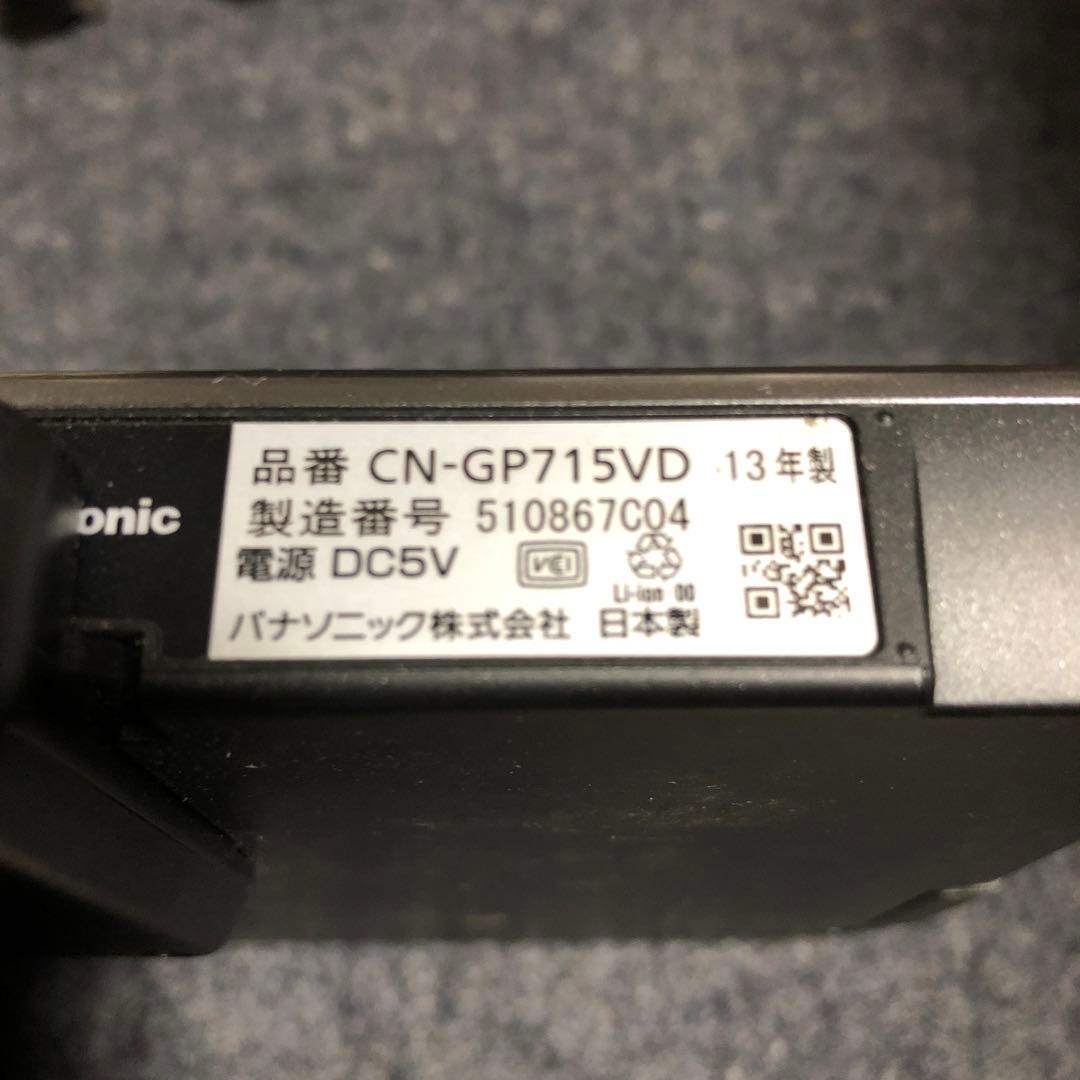 品番 CN-GP715VD 13年製
製造番号 510867C04
onic
電源 DC5V
VCI
Li-ion 00
パナソニック株式会社 日本製